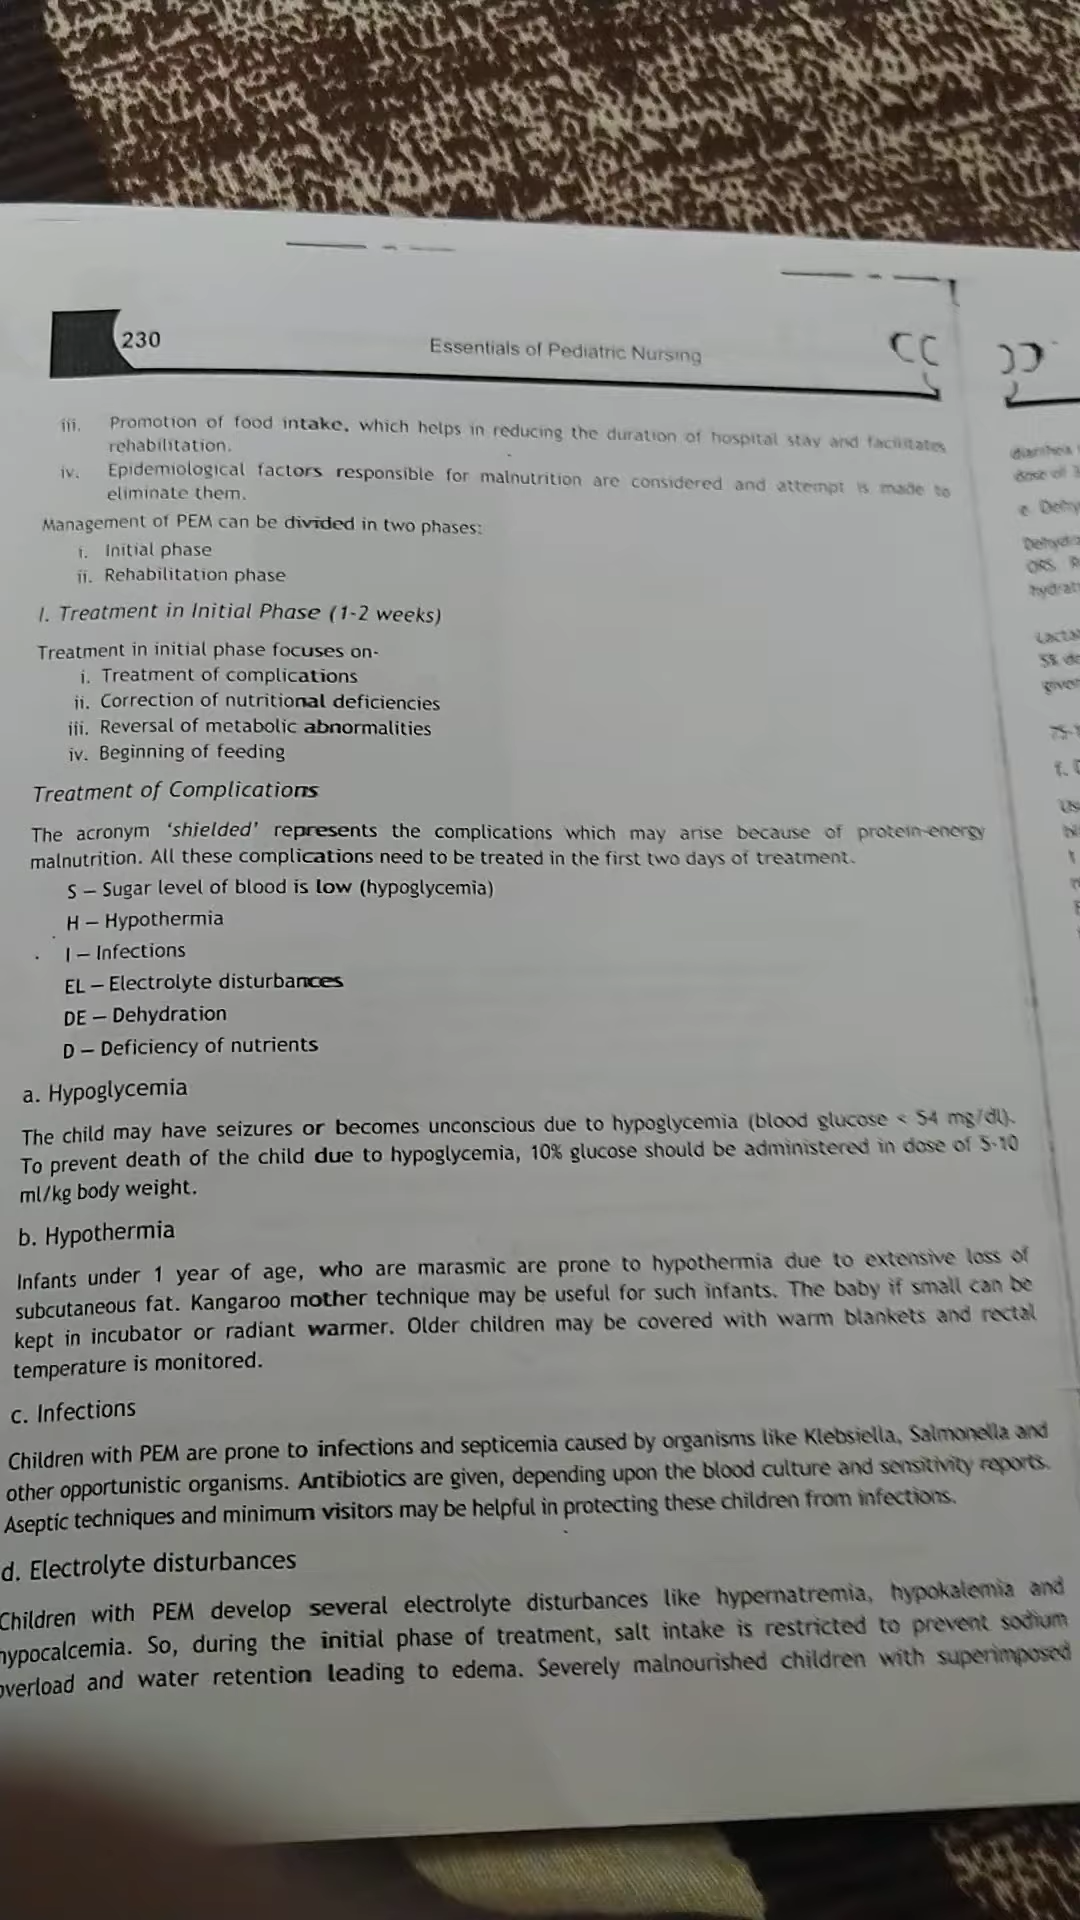 230
Essentials of Pediatric Nursing
CC
iii. Promotion of food intake, which helps in reducing the duration of hospital stay and facilitates
rehabilitation.
iv. Epidemiological factors responsible for malnutrition are considered and attempt is made to
eliminate them.
Management of PEM can be divided in two phases:
i. Initial phase
ii. Rehabilitation phase
I. Treatment in Initial Phase (1-2 weeks)
Treatment in initial phase focuses on-
i. Treatment of complications
ii. Correction of nutritional deficiencies
iii. Reversal of metabolic abnormalities
iv. Beginning of feeding
Treatment of Complications
The acronym 'shielded' represents the complications which may arise because of protein-energy
malnutrition. All these complications need to be treated in the first two days of treatment.
S – Sugar level of blood is low (hypoglycemia)
H – Hypothermia
I – Infections
EL – Electrolyte disturbances
DE – Dehydration
D – Deficiency of nutrients
a. Hypoglycemia
The child may have seizures or becomes unconscious due to hypoglycemia (blood glucose < 54 mg/dl).
To prevent death of the child due to hypoglycemia, 10% glucose should be administered in dose of 5-10
ml/kg body weight.
b. Hypothermia
Infants under 1 year of age, who are marasmic are prone to hypothermia due to extensive loss of
subcutaneous fat. Kangaroo mother technique may be useful for such infants. The baby if small can be
kept in incubator or radiant warmer. Older children may be covered with warm blankets and rectal
temperature is monitored.
c. Infections
Children with PEM are prone to infections and septicemia caused by organisms like Klebsiella, Salmonella and
other opportunistic organisms. Antibiotics are given, depending upon the blood culture and sensitivity reports.
Aseptic techniques and minimum visitors may be helpful in protecting these children from infections.
d. Electrolyte disturbances
Children with PEM develop several electrolyte disturbances like hypernatremia, hypokalemia and
hypocalcemia. So, during the initial phase of treatment, salt intake is restricted to prevent sodium
overload and water retention leading to edema. Severely malnourished children with superimposed
diarrhea
dose of
e. Dehy
ORS.
given